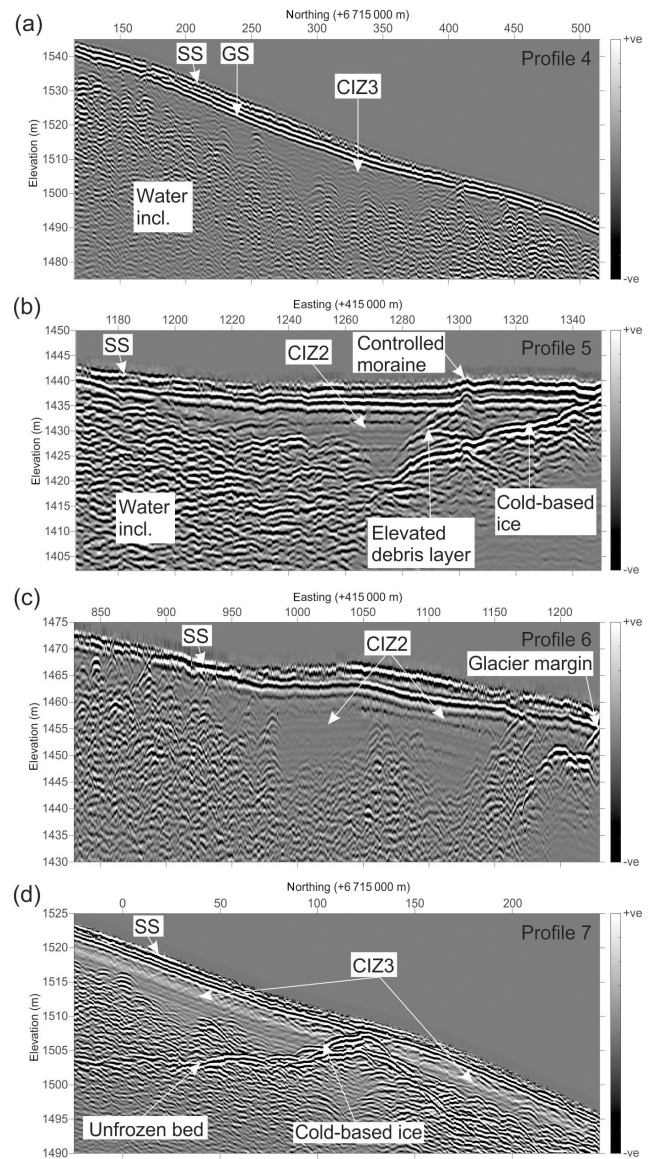 (a)
Northing (+6 715 000 m)
150 200 250 300 350 400 450 500
+ve
1540
1530
1520
1510
1500
1490
1480
Elevation (m)
SS
GS
CIZ3
Profile 4
Water
incl.
-ve
(b)
Easting (+415 000 m)
1180 1200 1220 1240 1260 1280 1300 1320 1340
+ve
1450
1445
1440
1435
1430
1425
1420
1415
1410
1405
Elevation (m)
SS
CIZ2
Controlled
moraine
Profile 5
Water
incl.
Elevated
debris layer
Cold-based
ice
-ve
(c)
Easting (+415 000 m)
850 900 950 1000 1050 1100 1150 1200
+ve
1475
1470
1465
1460
1455
1450
1445
1440
1435
1430
Elevation (m)
SS
CIZ2
Profile 6
Glacier margin
-ve
(d)
Northing (+6 715 000 m)
0 50 100 150 200
+ve
1525
1520
1515
1510
1505
1500
1495
1490
Elevation (m)
SS
CIZ3
Profile 7
Unfrozen bed
Cold-based ice
-ve